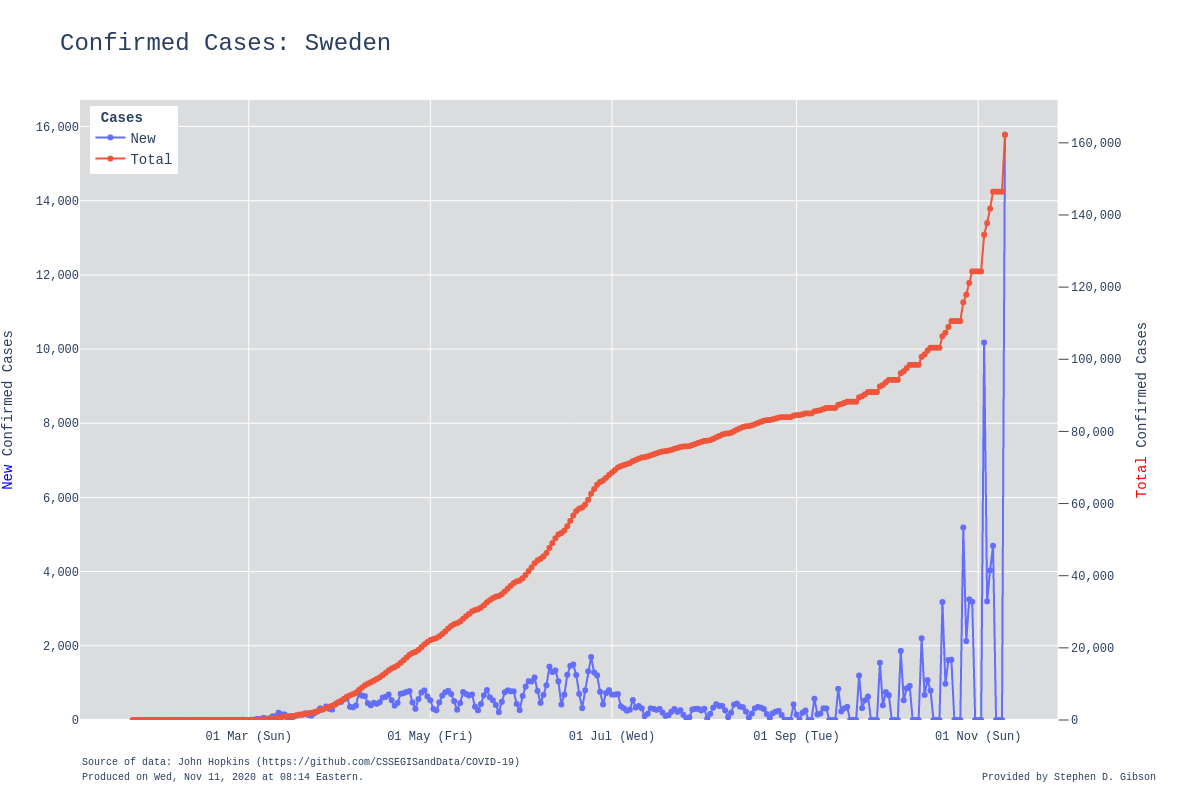 Confirmed Cases: Sweden
Cases
New
Total
16,000
14,000
12,000
10,000
8,000
6,000
4,000
2,000
0
New Confirmed Cases
160,000
140,000
120,000
100,000
80,000
60,000
40,000
20,000
0
Total Confirmed Cases
01 Mar (Sun) 01 May (Fri) 01 Jul (Wed) 01 Sep (Tue) 01 Nov (Sun)
Source of data: John Hopkins (https://github.com/CSSEGISandData/COVID-19)
Produced on Wed, Nov 11, 2020 at 08:14 Eastern.
Provided by Stephen D. Gibson